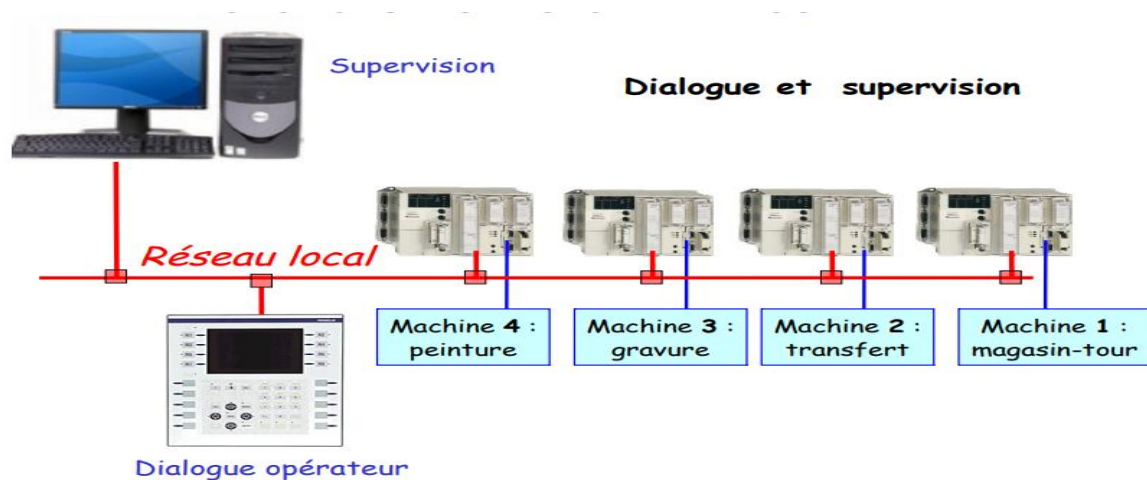 Supervision
Dialogue et supervision
Réseau local
Machine 4 :
peinture
Machine 3 :
gravure
Machine 2 :
transfert
Machine 1 :
magasin-tour
Dialogue opérateur